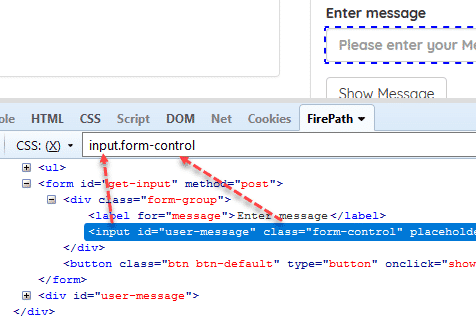 Enter message
Please enter your Me
Show Message
ole HTML CSS Script DOM Net Cookies FirePath
CSS: (X) input.form-control
<ul>
<form id="get-input" method="post">
<div class="form-group">
<label for="message">Enter message</label>
<input id="user-message" class="form-control" placeholde
</div>
<button class="btn btn-default" type="button" onclick="show
</form>
<div id="user-message">
</div>